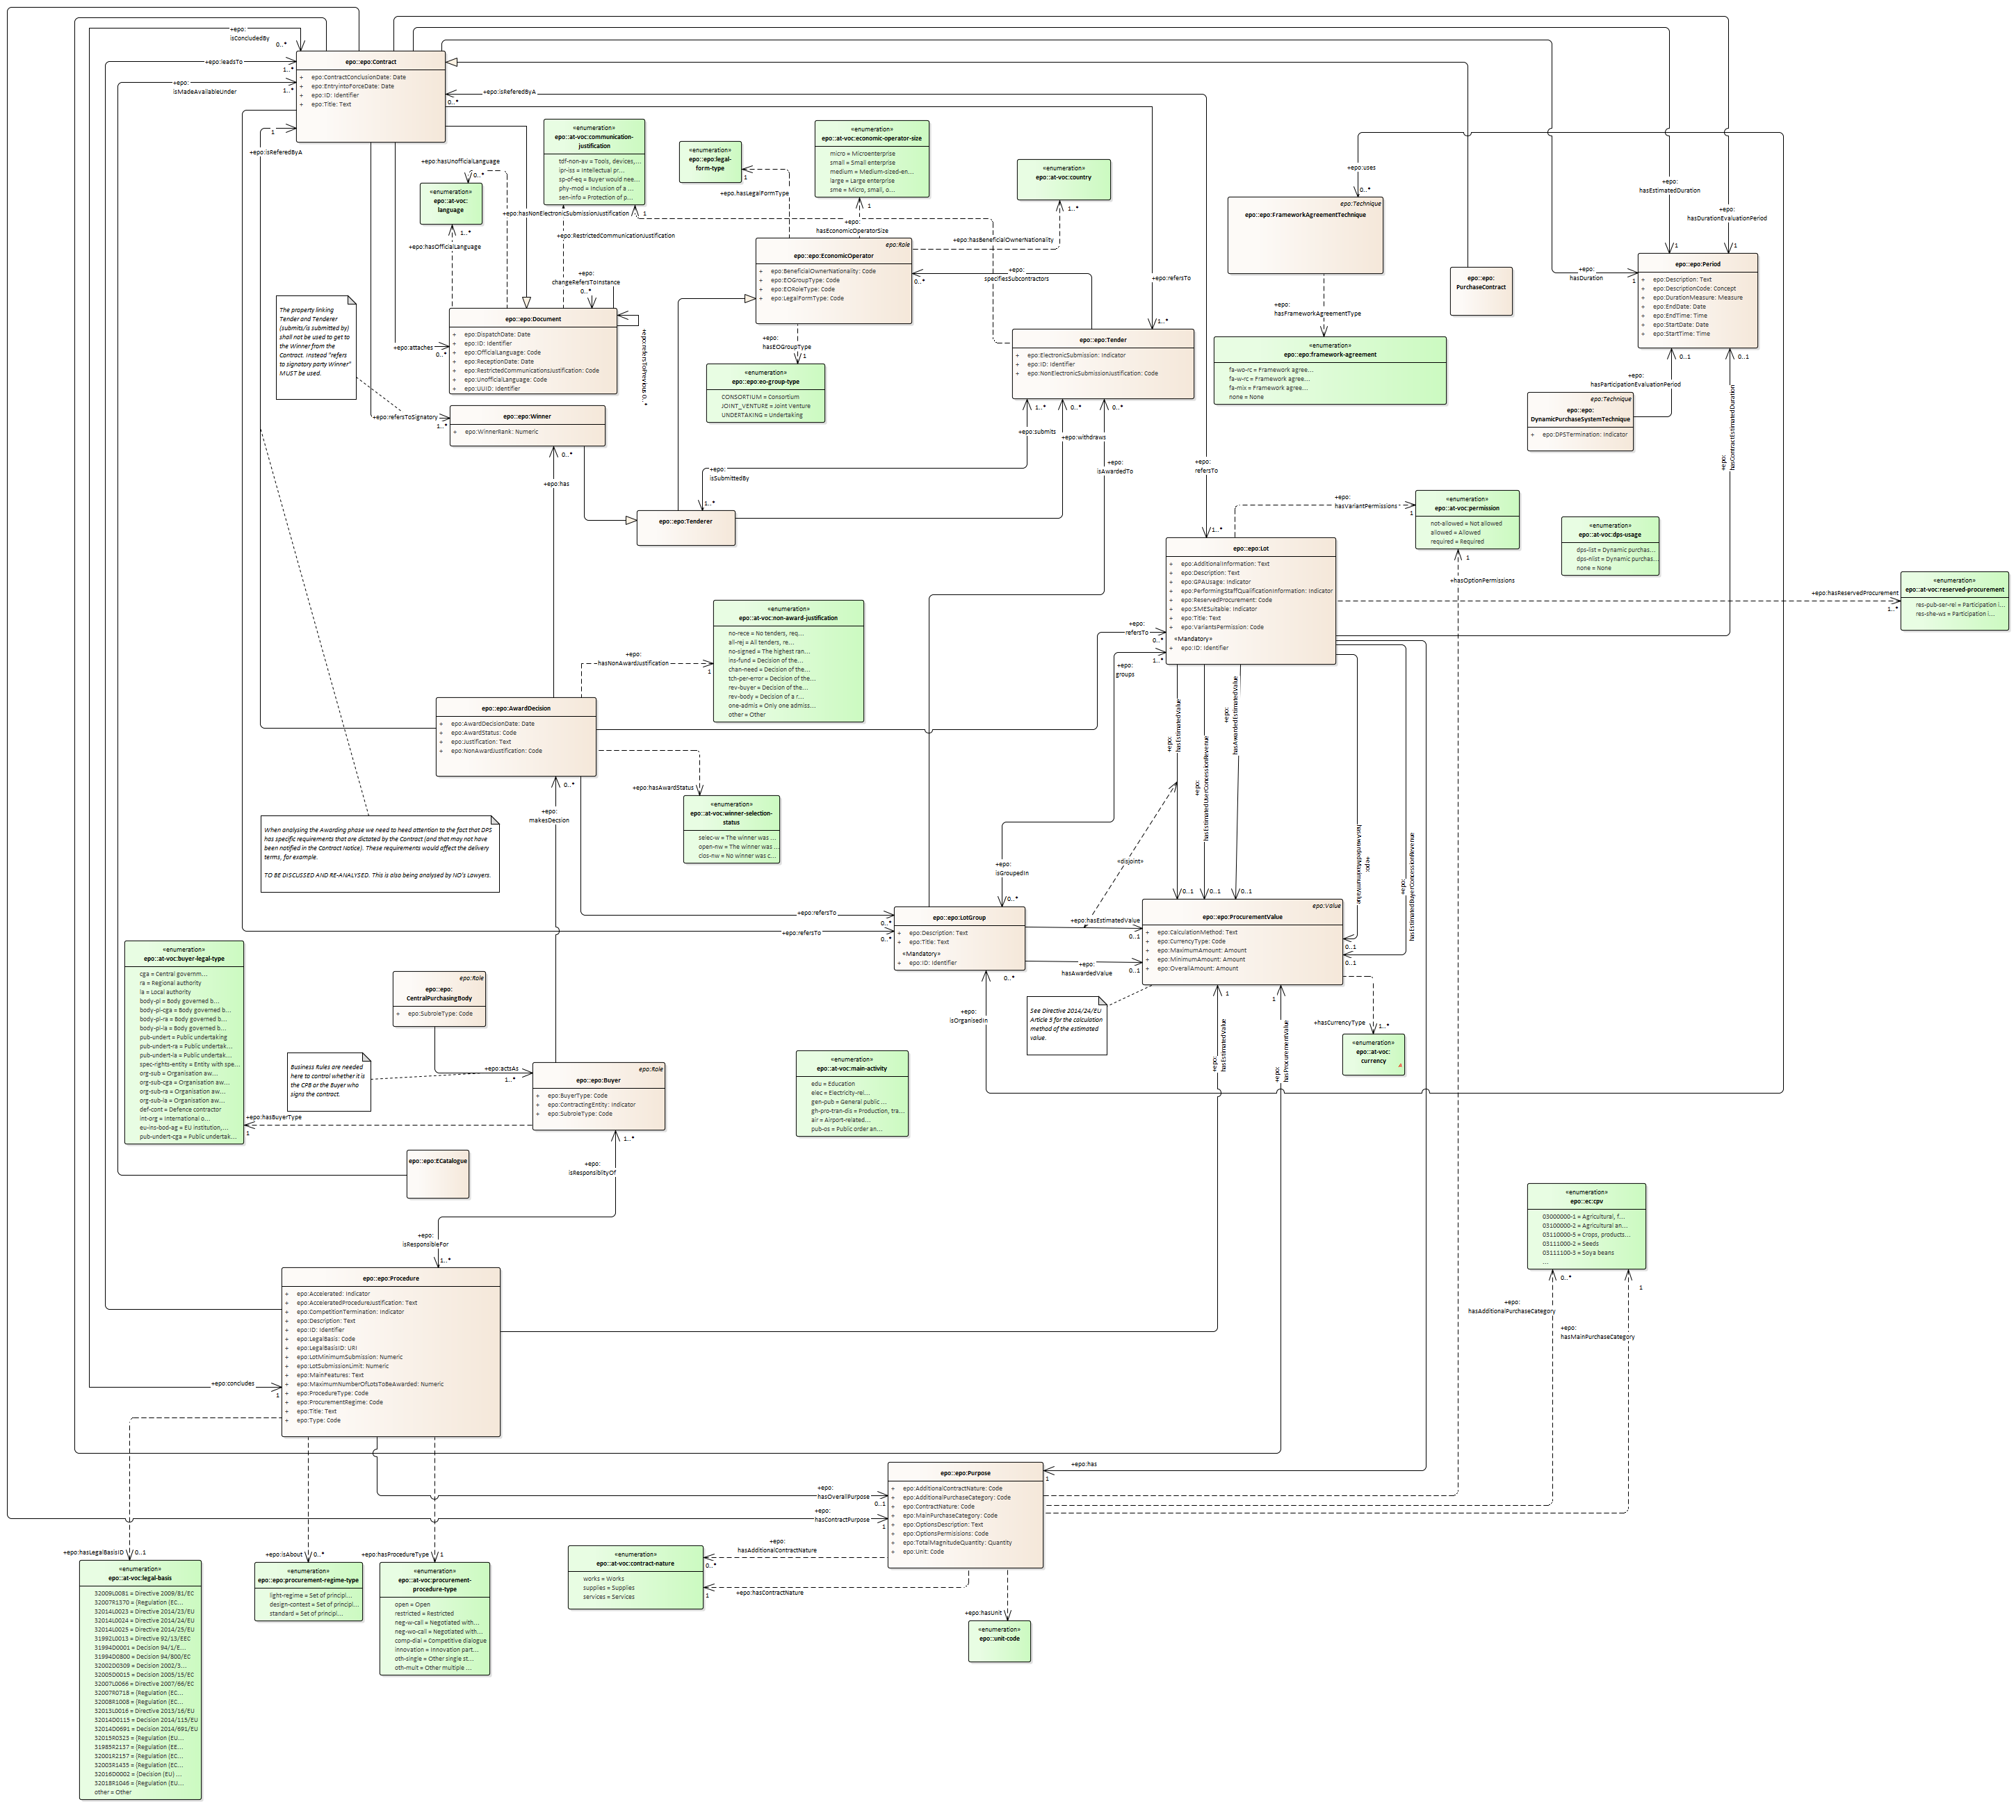 +epo:
isConcludedBy
0..*
+epo:leadsTo
1..*
+epo:
isMadeAvailableUnder
1..*
1
+epo:isReferedByA
epo::epo:Contract
+ epo:ContractConclusionDate: Date
+ epo:EntryintoForceDate: Date
+ epo:ID: Identifier
+ epo:Title: Text
+epo:isReferedByA
0..*
«enumeration»
epo::at-voc:communication-
justification
tdf-non-av = Tools, devices,...
ipr-iss = Intellectual pr...
sp-of-eq = Buyer would nee...
phy-mod = Inclusion of a ...
sen-info = Protection of p...
«enumeration»
epo::epo:legal-
form-type
1
+epo.hasLegalFormType
«enumeration»
epo::at-voc:economic-operator-size
micro = Microenterprise
small = Small enterprise
medium = Medium-sized-en...
large = Large enterprise
sme = Micro, small, o...
1
+epo:
hasEconomicOperatorSize
«enumeration»
epo::at-voc:country
1..*
+epo:hasBeneficialOwnerNationality
+epo:hasUnofficialLanguage
0..*
«enumeration»
epo::at-voc:
language
1..*
+epo:hasOfficialLanguage
+epo:hasNonElectronicSubmissionJustification
1
+epo:RestrictedCommunicationJustification
+epo:
changeRefersToInstance
0..*
epo:Role
epo::epo:EconomicOperator
+ epo:BeneficialOwnerNationality: Code
+ epo:EOGroupType: Code
+ epo:EORoleType: Code
+ epo:LegalFormType: Code
0..*
+epo:
specifiesSubcontractors
+epo:refersTo
1..*
+epo:uses
0..*
epo:Technique
epo::epo:FrameworkAgreementTechnique
+epo:
hasFrameworkAgreementType
«enumeration»
epo::epo:framework-agreement
fa-wo-rc = Framework agree...
fa-w-rc = Framework agree...
fa-mix = Framework agree...
none = None
epo::epo:
PurchaseContract
+epo:
hasEstimatedDuration
1
+epo:
hasDurationEvaluationPeriod
1
+epo:
hasDuration
1
epo::epo:Period
+ epo:Description: Text
+ epo:DescriptionCode: Concept
+ epo:DurationMeasure: Measure
+ epo:EndDate: Date
+ epo:EndTime: Time
+ epo:StartDate: Date
+ epo:StartTime: Time
0..1
0..1
+epo:
hasParticipationEvaluationPeriod
+epo:
hasContractEstimatedDuration
epo:Technique
epo::epo:
DynamicPurchaseSystemTechnique
+ epo:DPSTermination: Indicator
The property linking
Tender and Tenderer
(submits/is submitted by)
shall not be used to get to
the Winner from the
Contract. Instead "refers
to signatory party Winner"
MUST be used.
+epo:attaches
0..*
epo::epo:Document
+ epo:DispatchDate: Date
+ epo:ID: Identifier
+ epo:OfficialLanguage: Code
+ epo:ReceptionDate: Date
+ epo:RestrictedCommunicationsJustification: Code
+ epo:UnofficialLanguage: Code
+ epo:UUID: Identifier
+epo:refersToPrevious 0..*
+epo:refersToSignatory
1..*
epo::epo:Winner
+ epo:WinnerRank: Numeric
0..*
+epo:has
+epo:
hasEOGroupType
1
«enumeration»
epo::epo:eo-group-type
CONSORTIUM = Consortium
JOINT_VENTURE = Joint Venture
UNDERTAKING = Undertaking
epo::epo:Tender
+ epo:ElectronicSubmission: Indicator
+ epo:ID: Identifier
+ epo:NonElectronicSubmissionJustification: Code
1..*
0..*
0..*
+epo:submits
+epo:withdraws
+epo:
isAwardedTo
+epo:
isSubmittedBy
1..*
epo::epo:Tenderer
+epo:
refersTo
1..*
+epo:
hasVariantPermissions
1
«enumeration»
epo::at-voc:permission
not-allowed = Not allowed
allowed = Allowed
required = Required
1
+hasOptionPermissions
«enumeration»
epo::at-voc:dps-usage
dps-list = Dynamic purchas...
dps-nlist = Dynamic purchas...
none = None
+epo:hasReservedProcurement
1..*
«enumeration»
epo::at-voc:reserved-procurement
res-pub-ser-rel = Participation i...
res-she-ws = Participation i...
epo::epo:Lot
+ epo:AdditionalInformation: Text
+ epo:Description: Text
+ epo:GPAUsage: Indicator
+ epo:PerformingStaffQualificationInformation: Indicator
+ epo:ReservedProcurement: Code
+ epo:SMESuitable: Indicator
+ epo:Title: Text
+ epo:VariantsPermission: Code
«Mandatory»
+ epo:ID: Identifier
+epo:
refersTo
0..*
1..*
+epo:
groups
«enumeration»
epo::at-voc:non-award-justification
no-rece = No tenders, req...
all-rej = All tenders, re...
no-signed = The highest ran...
ins-fund = Decision of the...
chan-need = Decision of the...
tch-per-error = Decision of the...
rev-buyer = Decision of the...
rev-body = Decision of a r...
one-admis = Only one admiss...
other = Other
+epo:
hasNonAwardJustification
1
epo::epo:AwardDecision
+ epo:AwardDecisionDate: Date
+ epo:AwardStatus: Code
+ epo:Justification: Text
+ epo:NonAwardJustification: Code
0..*
+epo:
makesDecsion
+epo:hasAwardStatus
«enumeration»
epo::at-voc:winner-selection-
status
selec-w = The winner was ...
open-nw = The winner was ...
clos-nw = No winner was c...
When analysing the Awarding phase we need to heed attention to the fact that DPS
has specific requirements that are dictated by the Contract (and that may not have
been notified in the Contract Notice). These requirements would affect the delivery
terms, for example.
TO BE DISCUSSED AND RE-ANALYSED. This is also being analysed by NO's Lawyers.
+epo:
hasEstimatedValue
+epo:
hasEstimatedUserConcessionRevenue
+epo:
hasAwardedEstimatedValue
+epo:
hasAwardedMaximumValue
+epo:
hasEstimatedBuyerConcessionRevenue
«disjoint»
0..1
0..1
0..1
+epo:
isGroupedIn
0..*
+epo:refersTo
0..*
+epo:refersTo
0..*
epo::epo:LotGroup
+ epo:Description: Text
+ epo:Title: Text
«Mandatory»
+ epo:ID: Identifier
0..*
+epo:
isOrganisedIn
+epo:hasEstimatedValue
0..1
+epo:
hasAwardedValue
0..1
epo:Value
epo::epo:ProcurementValue
+ epo:CalculationMethod: Text
+ epo:CurrencyType: Code
+ epo:MaximumAmount: Amount
+ epo:MinimumAmount: Amount
+ epo:OverallAmount: Amount
0..1
0..1
See Directive 2014/24/EU
Article 5 for the calculation
method of the estimated
value.
1
+epo:
hasEstimatedValue
1
+epo:
hasProcurementValue
+hasCurrencyType
1..*
«enumeration»
epo::at-voc:
currency
«enumeration»
epo::at-voc:buyer-legal-type
cga = Central governm...
ra = Regional authority
la = Local authority
body-pl = Body governed b...
body-pl-cga = Body governed b...
body-pl-ra = Body governed b...
body-pl-la = Body governed b...
pub-undert = Public undertaking
pub-undert-ra = Public undertak...
pub-undert-la = Public undertak...
spec-rights-entity = Entity with spe...
org-sub = Organisation aw...
org-sub-cga = Organisation aw...
org-sub-ra = Organisation aw...
org-sub-la = Organisation aw...
def-cont = Defence contractor
int-org = International o...
eu-ins-bod-ag = EU institution,...
pub-undert-cga = Public undertak...
epo:Role
epo::epo:
CentralPurchasingBody
+ epo:SubroleType: Code
Business Rules are needed
here to control whether it is
the CPB or the Buyer who
signs the contract.
+epo:actsAs
1..*
epo:Role
epo::epo:Buyer
+ epo:BuyerType: Code
+ epo:ContractingEntity: Indicator
+ epo:SubroleType: Code
+epo:hasBuyerType
1
1..*
+epo:
isResponsiblityOf
«enumeration»
epo::at-voc:main-activity
edu = Education
elec = Electricity-rel...
gen-pub = General public ...
gh-pro-tran-dis = Production, tra...
air = Airport-related...
pub-os = Public order an...
epo::epo:ECatalogue
+epo:
isResponsibleFor
1..*
«enumeration»
epo::ec:cpv
03000000-1 = Agricultural, f...
03100000-2 = Agricultural an...
03110000-5 = Crops, products...
03111000-2 = Seeds
03111100-3 = Soya beans
...
0..*
1
+epo:
hasAdditionalPurchaseCategory
+epo:
hasMainPurchaseCategory
epo::epo:Procedure
+ epo:Accelerated: Indicator
+ epo:AcceleratedProcedureJustification: Text
+ epo:CompetitionTermination: Indicator
+ epo:Description: Text
+ epo:ID: Identifier
+ epo:LegalBasis: Code
+ epo:LegalBasisID: URI
+ epo:LotMinimumSubmission: Numeric
+ epo:LotSubmissionLimit: Numeric
+ epo:MainFeatures: Text
+ epo:MaximumNumberOfLotsToBeAwarded: Numeric
+ epo:ProcedureType: Code
+ epo:ProcurementRegime: Code
+ epo:Title: Text
+ epo:Type: Code
+epo:concludes
1
+epo:has
1
epo::epo:Purpose
+ epo:AdditionalContractNature: Code
+ epo:AdditionalPurchaseCategory: Code
+ epo:ContractNature: Code
+ epo:MainPurchaseCategory: Code
+ epo:OptionsDescription: Text
+ epo:OptionsPermisisions: Code
+ epo:TotalMagnitudeQuantity: Quantity
+ epo:Unit: Code
+epo:
hasOverallPurpose
0..1
+epo:
hasContractPurpose
1
+epo:
hasAdditionalContractNature
0..*
+epo:hasContractNature
1
«enumeration»
epo::at-voc:contract-nature
works = Works
supplies = Supplies
services = Services
+epo:hasUnit
«enumeration»
epo::unit-code
+epo:hasLegalBasisID
0..1
«enumeration»
epo::at-voc:legal-basis
32009L0081 = Directive 2009/81/EC
32007R1370 = (Regulation (EC...
32014L0023 = Directive 2014/23/EU
32014L0024 = Directive 2014/24/EU
32014L0025 = Directive 2014/25/EU
31992L0013 = Directive 92/13/EEC
31994D0001 = Decision 94/1/E...
31994D0800 = Decision 94/800/EC
32002D0309 = Decision 2002/3...
32005D0015 = Decision 2005/15/EC
32007L0066 = Directive 2007/66/EC
32007R0718 = (Regulation (EC...
32008R1008 = (Regulation (EC...
32013L0016 = Directive 2013/16/EU
32014D0115 = Decision 2014/115/EU
32014D0691 = Decision 2014/691/EU
32015R0323 = (Regulation (EU...
31985R2137 = (Regulation (EE...
32001R2157 = (Regulation (EC...
32003R1435 = (Regulation (EC...
32016D0002 = (Decision (EU) ...
32018R1046 = (Regulation (EU...
other = Other
+epo:isAbout
0..*
«enumeration»
epo::epo:procurement-regime-type
light-regime = Set of principl...
design-contest = Set of principl...
standard = Set of principl...
+epo:hasProcedureType
1
«enumeration»
epo::at-voc:procurement-
procedure-type
open = Open
restricted = Restricted
neg-w-call = Negotiated with...
neg-wo-call = Negotiated with...
comp-dial = Competitive dialogue
innovation = Innovation part...
oth-single = Other single st...
oth-mult = Other multiple ...